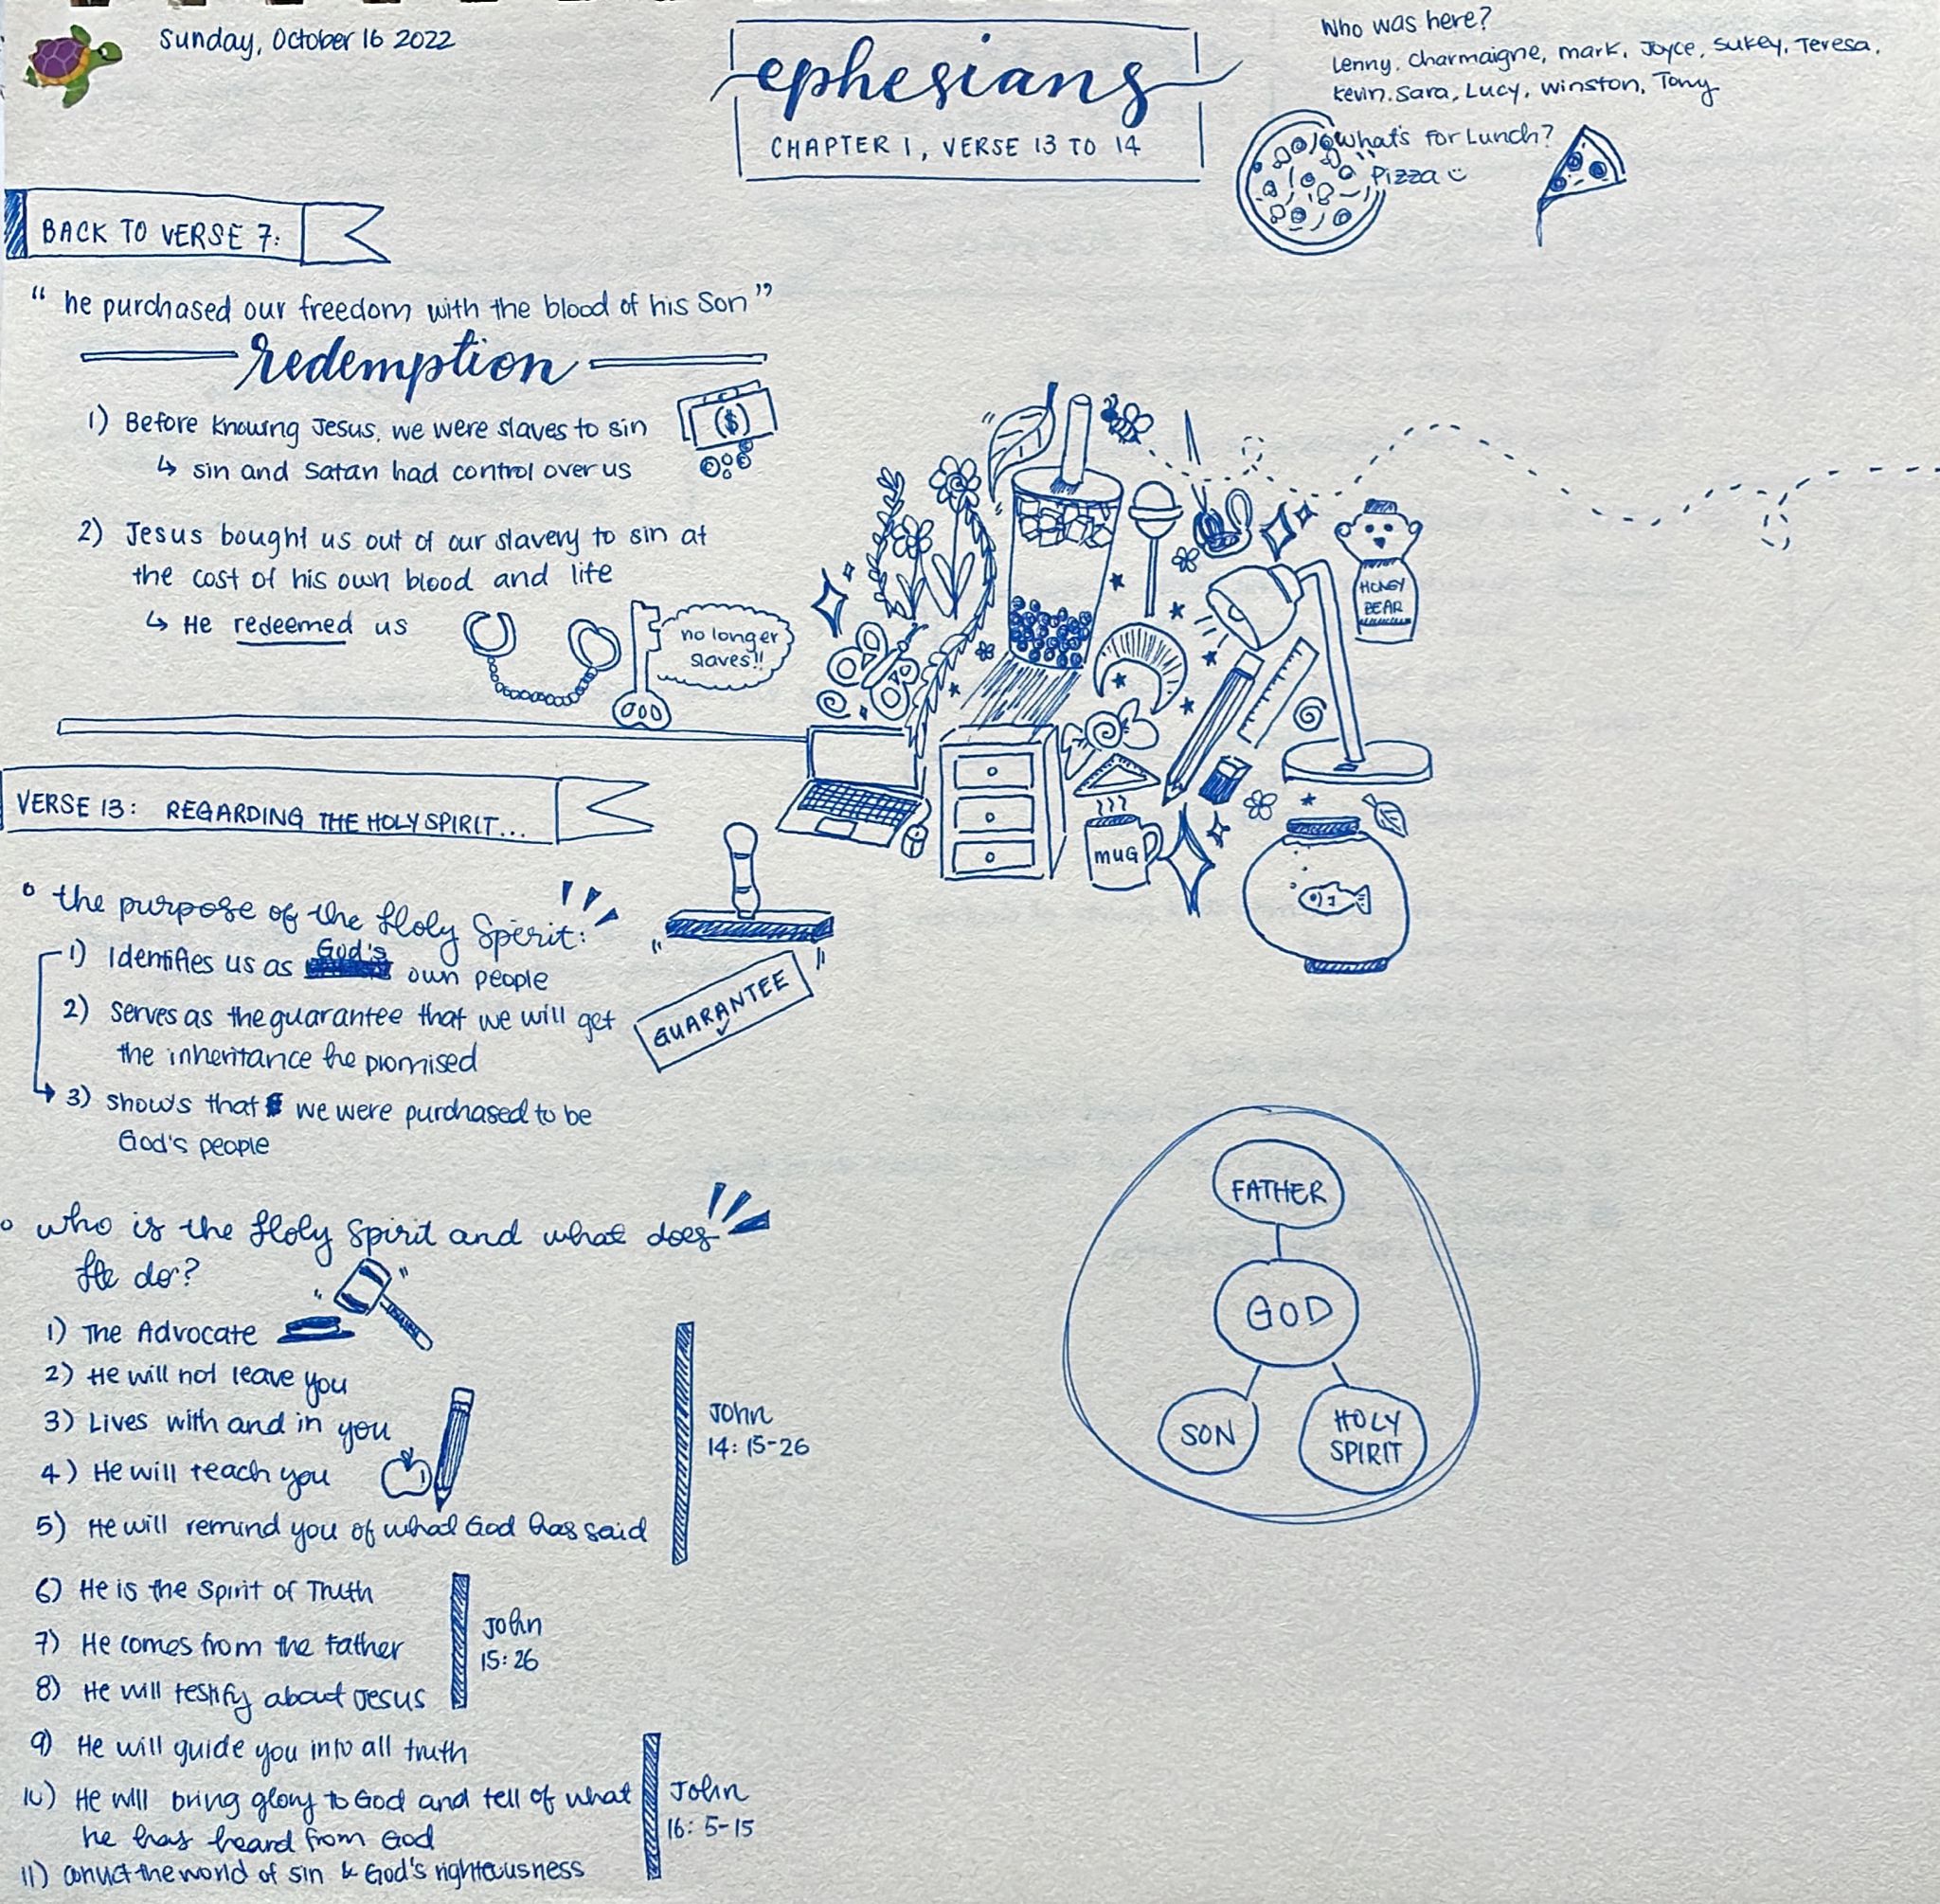 Sunday, October 16 2022
ephesians
CHAPTER 1, VERSE 13 TO 14
Who was here?
Lenny, Charmaigne, mark, Joyce, Sukey, Teresa,
Kevin, Sara, Lucy, Winston, Tony
What's for Lunch?
Pizza
BACK TO VERSE 7:
"he purchased our freedom with the blood of his Son"
redemption
1) Before knowing Jesus, we were slaves to sin
↳ sin and Satan had control over us
($)
2) Jesus bought us out of our slavery to sin at
the cost of his own blood and life
↳ He redeemed us
no longer
slaves!!
HONEY
BEAR
MUG
VERSE 13: REGARDING THE HOLY SPIRIT...
the purpose of the Holy Spirit:
1) Identifies us as God's own people
2) serves as the guarantee that we will get
the inheritance he promised
3) shows that we were purchased to be
God's people
GUARANTEE
who is the Holy Spirit and what does
He do?
1) The Advocate
2) He will not leave you
3) Lives with and in you
4) He will teach you
5) He will remind you of what God has said
John
14: 15-26
6) He is the Spirit of Truth
7) He comes from the Father
8) He will testify about Jesus
John
15: 26
9) He will guide you into all truth
10) He will bring glory to God and tell of what
he has heard from God
11) convict the world of sin & God's righteousness
John
16: 5-15
FATHER
GOD
SON
HOLY
SPIRIT